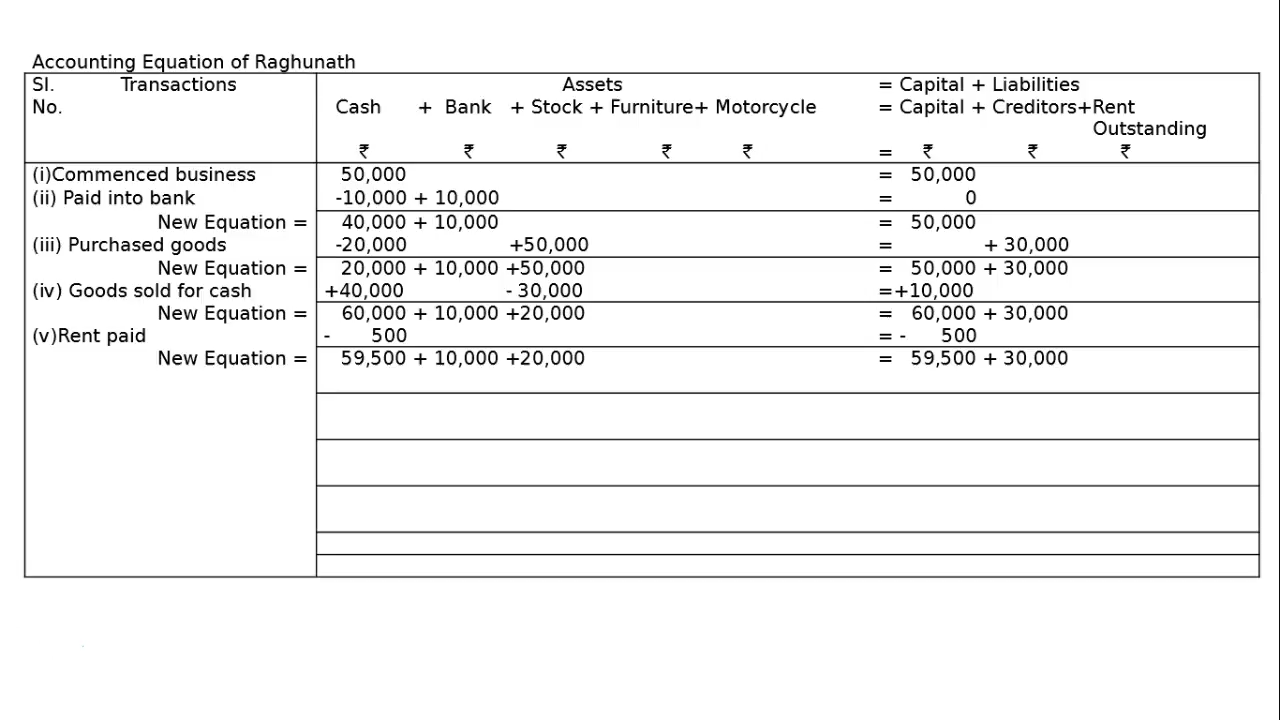 Accounting Equation of Raghunath
Sl. Transactions Assets = Capital + Liabilities
No. Cash + Bank + Stock + Furniture+ Motorcycle = Capital + Creditors+Rent
Outstanding
₹ ₹ ₹ ₹ ₹ = ₹ ₹ ₹
(i)Commenced business 50,000 = 50,000
(ii) Paid into bank -10,000 + 10,000 = 0
New Equation = 40,000 + 10,000 = 50,000
(iii) Purchased goods -20,000 +50,000 = + 30,000
New Equation = 20,000 + 10,000 +50,000 = 50,000 + 30,000
(iv) Goods sold for cash +40,000 - 30,000 =+10,000
New Equation = 60,000 + 10,000 +20,000 = 60,000 + 30,000
(v)Rent paid - 500 = - 500
New Equation = 59,500 + 10,000 +20,000 = 59,500 + 30,000